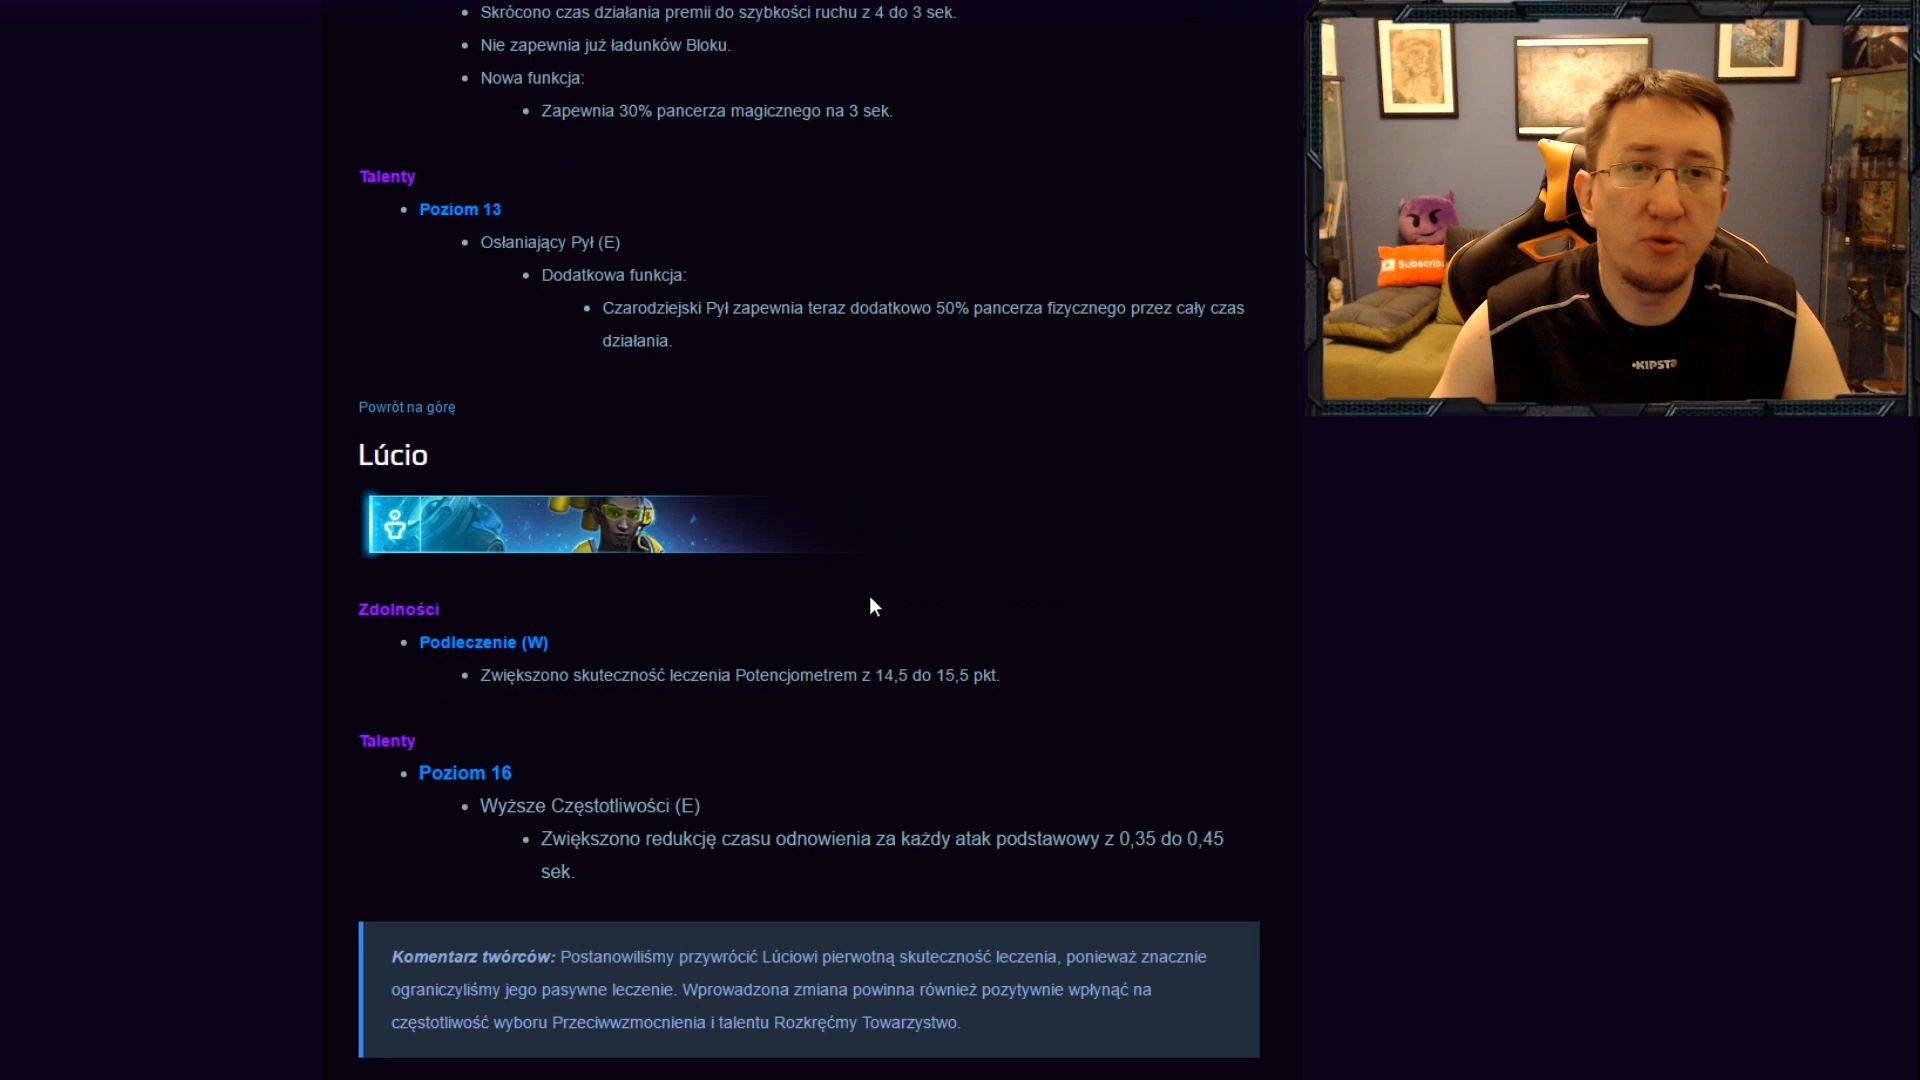 Skrócono czas działania premii do szybkości ruchu z 4 do 3 sek.
Nie zapewnia już ładunków Bloku.
Nowa funkcja:
Zapewnia 30% pancerza magicznego na 3 sek.
Talenty
Poziom 13
Osłaniający Pył (E)
Dodatkowa funkcja:
Czarodziejski Pył zapewnia teraz dodatkowo 50% pancerza fizycznego przez cały czas
działania.
Powrót na górę
Lúcio
Zdolności
Podleczenie (W)
Zwiększono skuteczność leczenia Potencjometrem z 14,5 do 15,5 pkt.
Talenty
Poziom 16
Wyższe Częstotliwości (E)
Zwiększono redukcję czasu odnowienia za każdy atak podstawowy z 0,35 do 0,45
sek.
Komentarz twórców: Postanowiliśmy przywrócić Lúciowi pierwotną skuteczność leczenia, ponieważ znacznie
ograniczyliśmy jego pasywne leczenie. Wprowadzona zmiana powinna również pozytywnie wpłynąć na
częstotliwość wyboru Przeciwwzmocnienia i talentu Rozkręćmy Towarzystwo.
Subscrib
KIPSTA